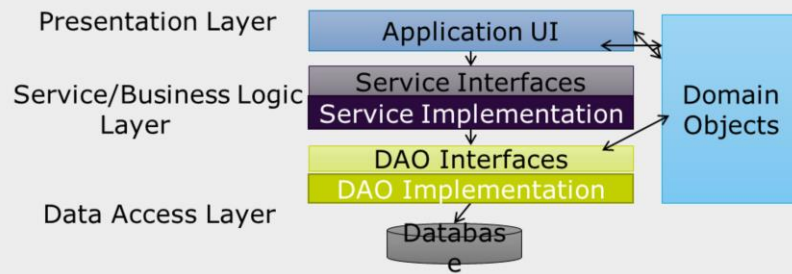 Presentation Layer
Application UI
Service Interfaces
Service/Business Logic
Layer
Service Implementation
Domain
Objects
DAO Interfaces
DAO Implementation
Data Access Layer
Databas
e